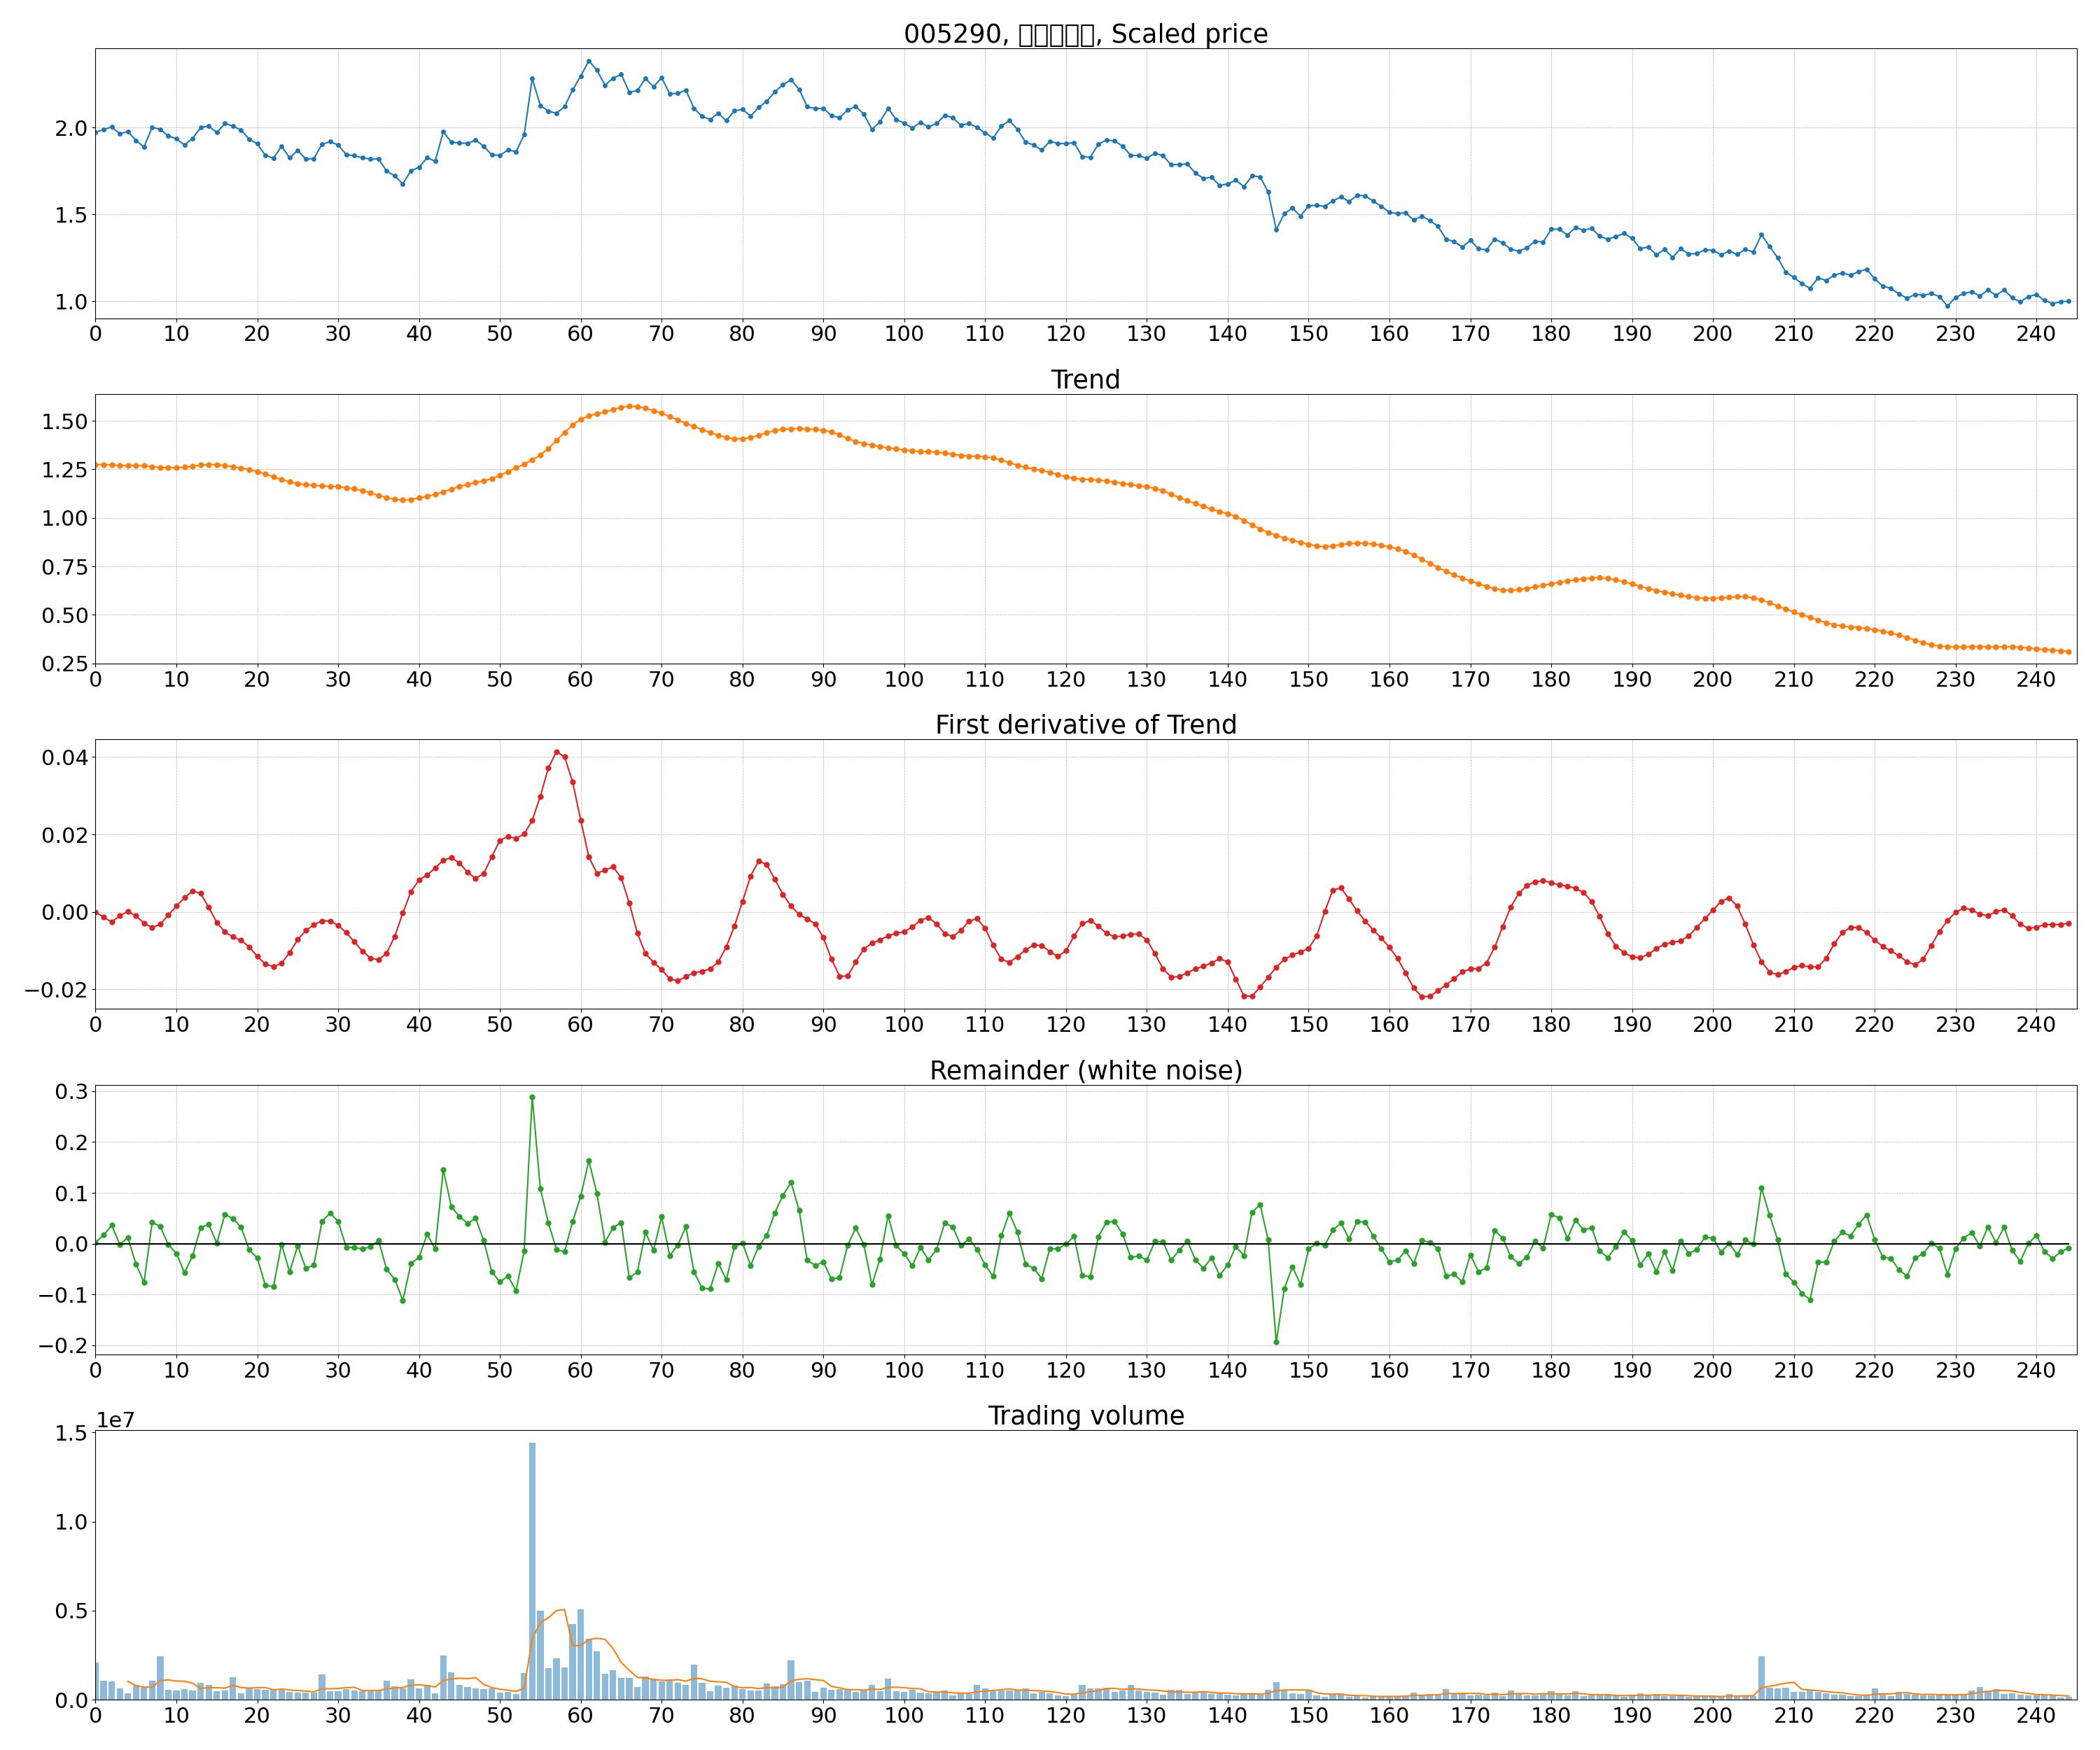 005290, □□□□□, Scaled price
2.0
1.5
1.0
0 10 20 30 40 50 60 70 80 90 100 110 120 130 140 150 160 170 180 190 200 210 220 230 240
Trend
1.50
1.25
1.00
0.75
0.50
0.25
0 10 20 30 40 50 60 70 80 90 100 110 120 130 140 150 160 170 180 190 200 210 220 230 240
First derivative of Trend
0.04
0.02
0.00
−0.02
0 10 20 30 40 50 60 70 80 90 100 110 120 130 140 150 160 170 180 190 200 210 220 230 240
Remainder (white noise)
0.3
0.2
0.1
0.0
−0.1
−0.2
0 10 20 30 40 50 60 70 80 90 100 110 120 130 140 150 160 170 180 190 200 210 220 230 240
Trading volume
1e7
1.5
1.0
0.5
0.0
0 10 20 30 40 50 60 70 80 90 100 110 120 130 140 150 160 170 180 190 200 210 220 230 240